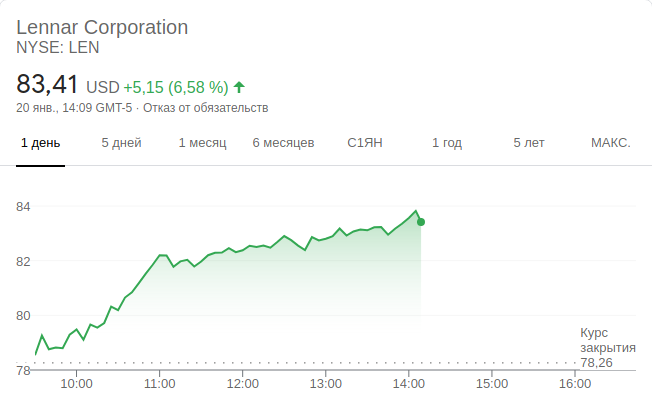 Lennar Corporation
NYSE: LEN
83,41 USD +5,15 (6,58 %)
20 янв., 14:09 GMT-5 · Отказ от обязательств
1 день 5 дней 1 месяц 6 месяцев С1ЯН 1 год 5 лет МАКС.
84
82
80
Курс
закрытия
78,26
78
10:00 11:00 12:00 13:00 14:00 15:00 16:00